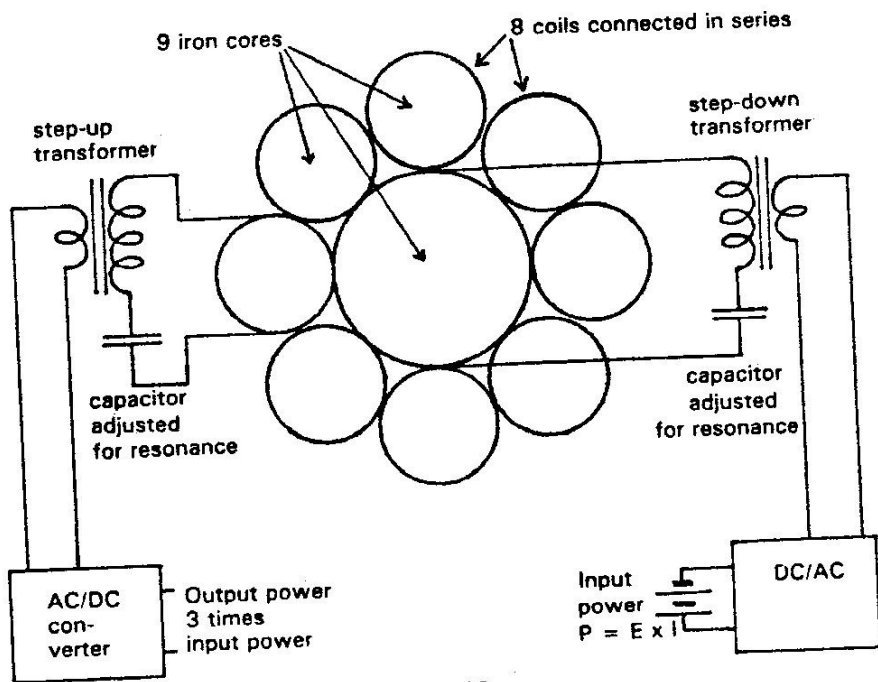 9 iron cores
8 coils connected in series
step-up
transformer
step-down
transformer
capacitor
adjusted
for resonance
capacitor
adjusted
for resonance
AC/DC
con-
verter
Output power
3 times
input power
Input
power
P = E x I
DC/AC